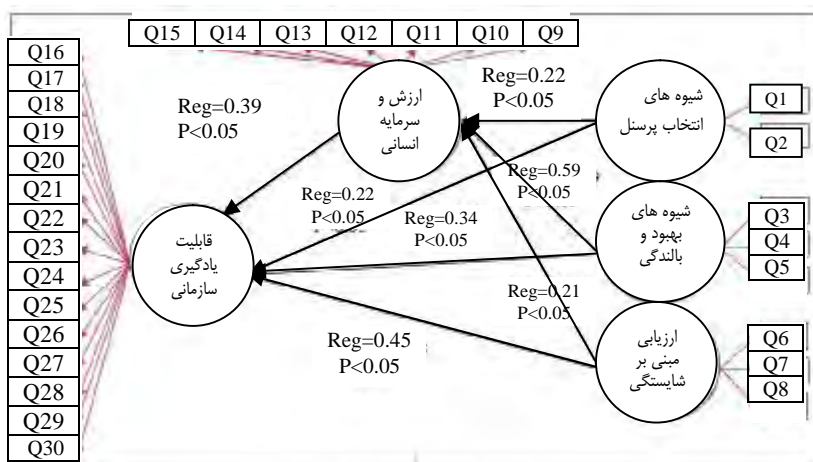 Q15 Q14 Q13 Q12 Q11 Q10 Q9
Q16
Q17
Q18
Q19
Q20
Q21
Q22
Q23
Q24
Q25
Q26
Q27
Q28
Q29
Q30
Reg=0.39
P<0.05
ارزش و
سرمایه
انسانی
Reg=0.22
P<0.05
شیوه های
انتخاب پرسنل
Q1
Q2
Reg=0.59
P<0.05
Reg=0.22
P<0.05
Reg=0.34
P<0.05
قابلیت
یادگیری
سازمانی
شیوه های
بهبود و
بالندگی
Q3
Q4
Q5
Reg=0.21
P<0.05
Reg=0.45
P<0.05
ارزیابی
مبنی بر
شایستگی
Q6
Q7
Q8